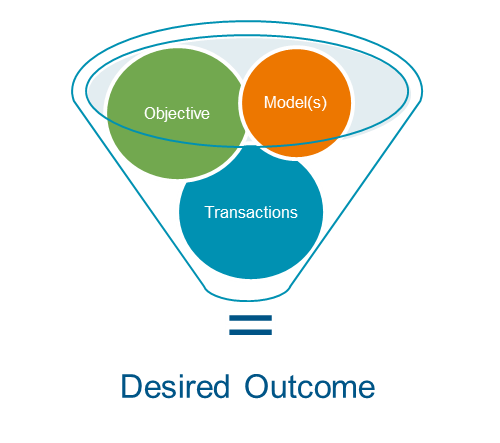 Objective
Model(s)
Transactions
=
Desired Outcome